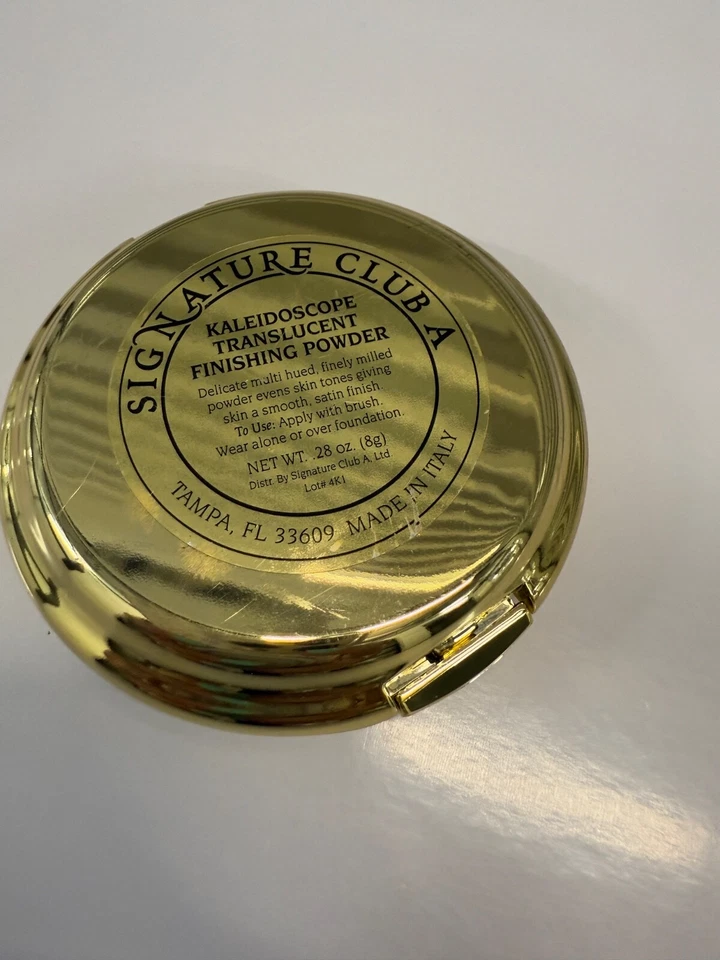 SIGNATURE CLUB A
KALEIDOSCOPE
TRANSLUCENT
FINISHING POWDER
Delicate multi hued, finely milled
powder evens skin tones giving
skin a smooth, satin finish.
To Use: Apply with brush.
Wear alone or over foundation.
NET WT. .28 oz. (8g)
Distr. By Signature Club A, Ltd
Lot# 4K1
TAMPA, FL 33609 MADE IN ITALY